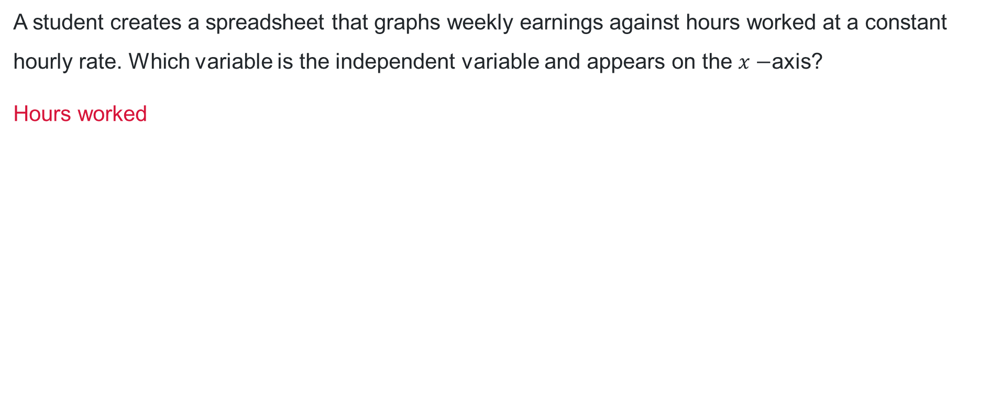 A student creates a spreadsheet that graphs weekly earnings against hours worked at a constant
hourly rate. Which variable is the independent variable and appears on the 𝑥 −axis?
Hours worked